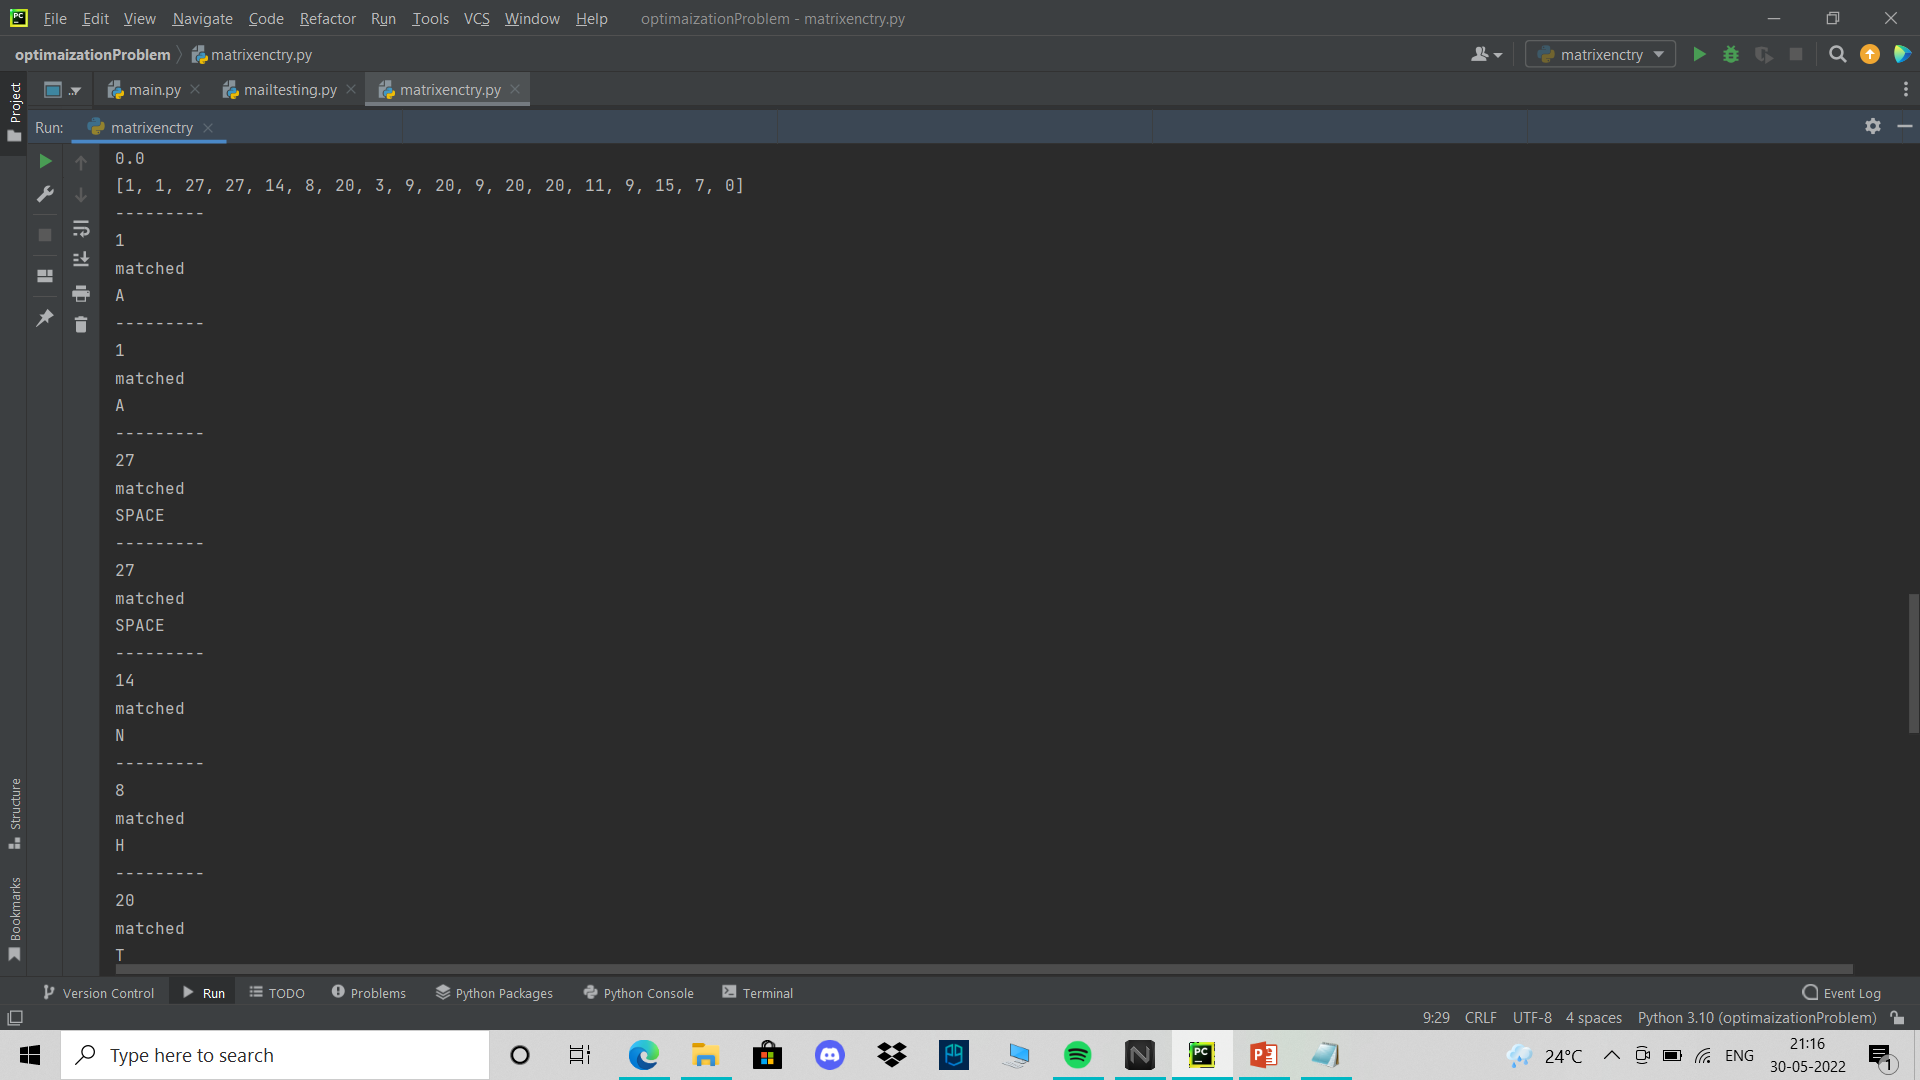 PC File Edit View Navigate Code Refactor Run Tools VCS Window Help optimaizationProblem - matrixenctry.py
optimaizationProblem matrixenctry.py matrixenctry
Project
main.py mailtesting.py matrixenctry.py
Run: matrixenctry
0.0
[1, 1, 27, 27, 14, 8, 20, 3, 9, 20, 9, 20, 20, 11, 9, 15, 7, 0]
---------
1
matched
A
---------
1
matched
A
---------
27
matched
SPACE
---------
27
matched
SPACE
---------
14
matched
N
---------
8
matched
H
---------
20
matched
T
Structure
Bookmarks
Version Control Run TODO Problems Python Packages Python Console Terminal Event Log
9:29 CRLF UTF-8 4 spaces Python 3.10 (optimaizationProblem)
Type here to search 24°C ENG 21:16
30-05-2022 1